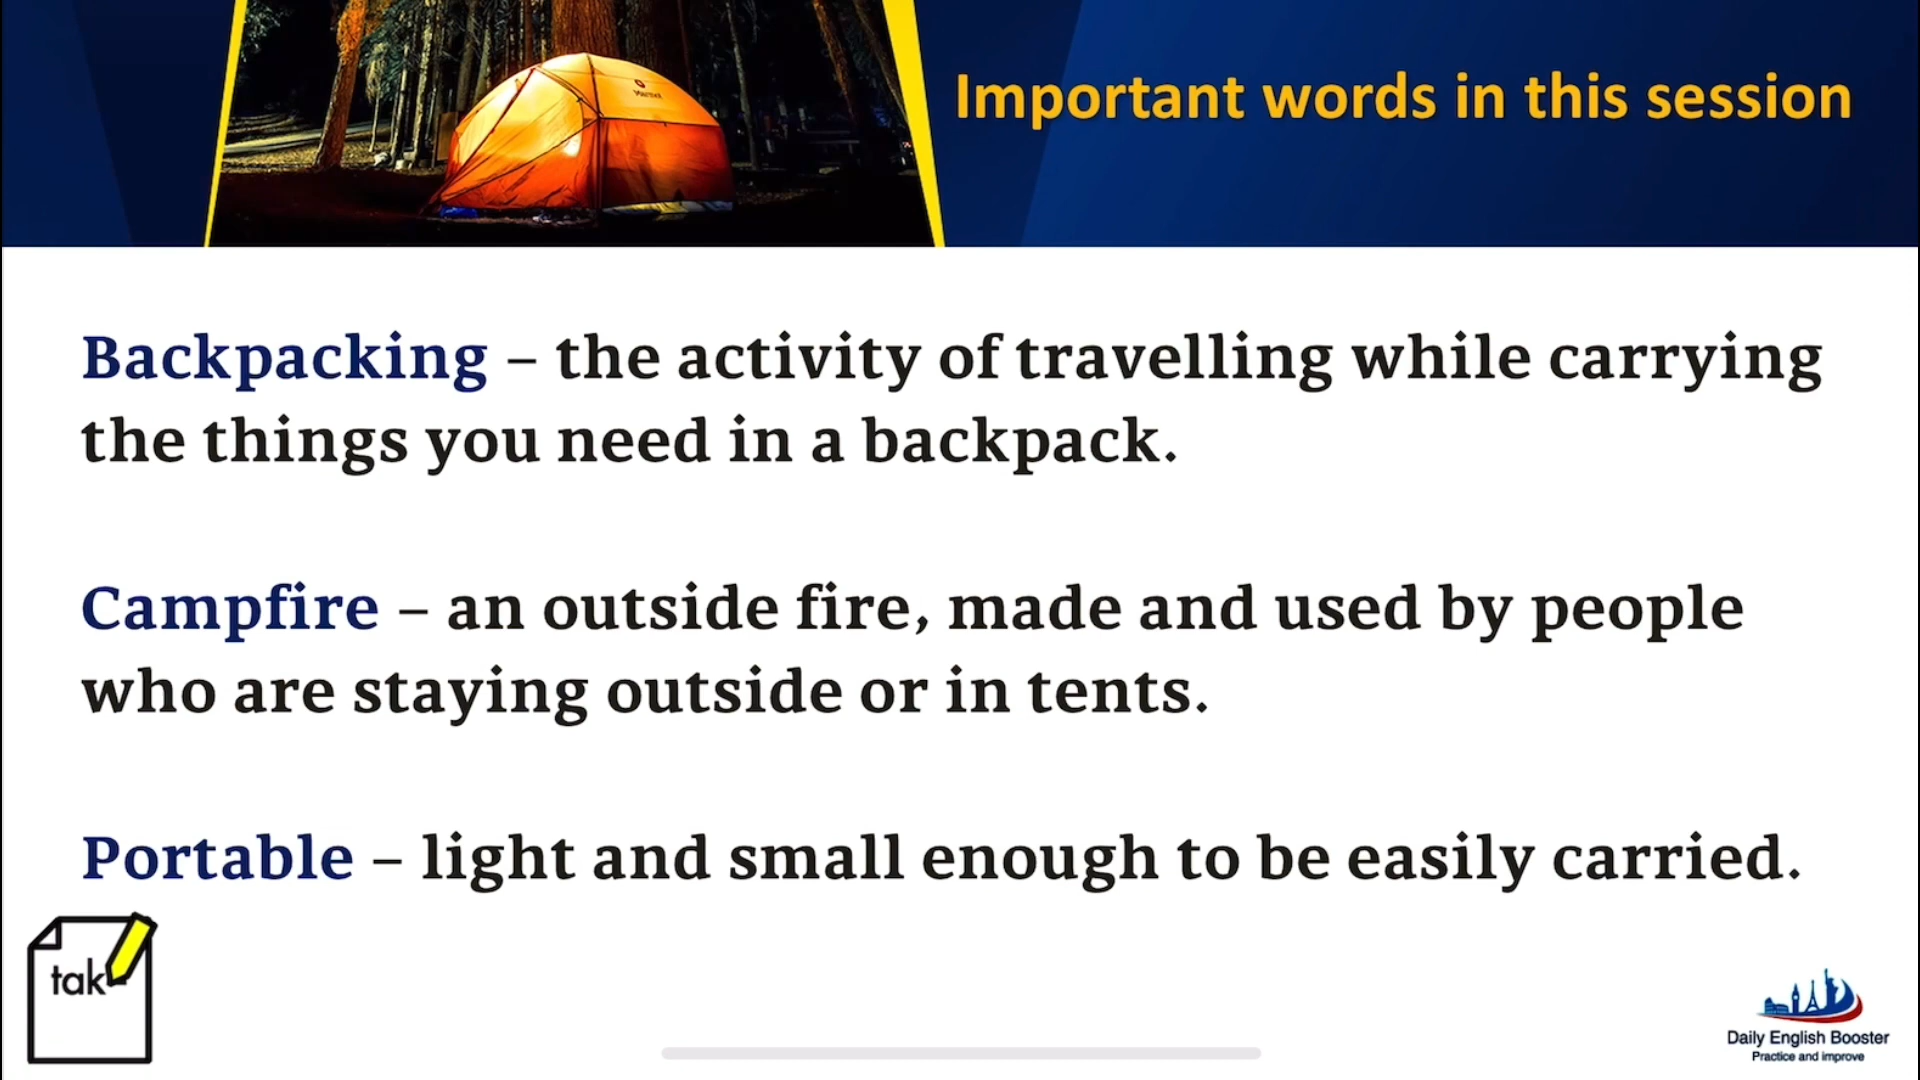 Important words in this session
Backpacking – the activity of travelling while carrying
the things you need in a backpack.
Campfire – an outside fire, made and used by people
who are staying outside or in tents.
Portable – light and small enough to be easily carried.
tak
Daily English Booster
Practice and improve
Marmot